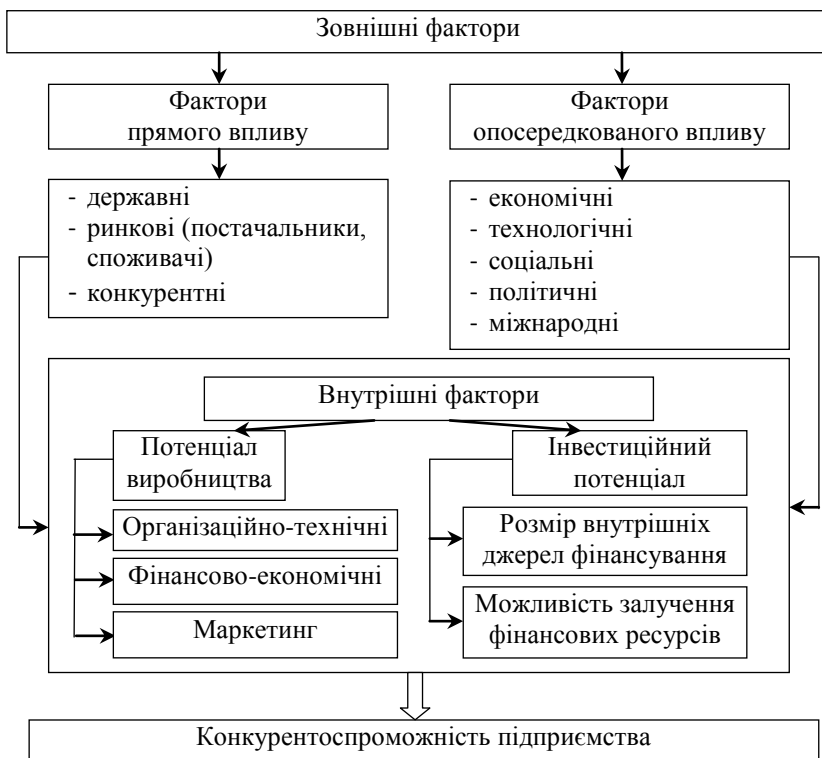 Зовнішні фактори
Фактори
прямого впливу
Фактори
опосередкованого впливу
- державні
- ринкові (постачальники,
споживачі)
- конкурентні
- економічні
- технологічні
- соціальні
- політичні
- міжнародні
Внутрішні фактори
Потенціал
виробництва
Організаційно-технічні
Фінансово-економічні
Маркетинг
Інвестиційний
потенціал
Розмір внутрішніх
джерел фінансування
Можливість залучення
фінансових ресурсів
Конкурентоспроможність підприємства